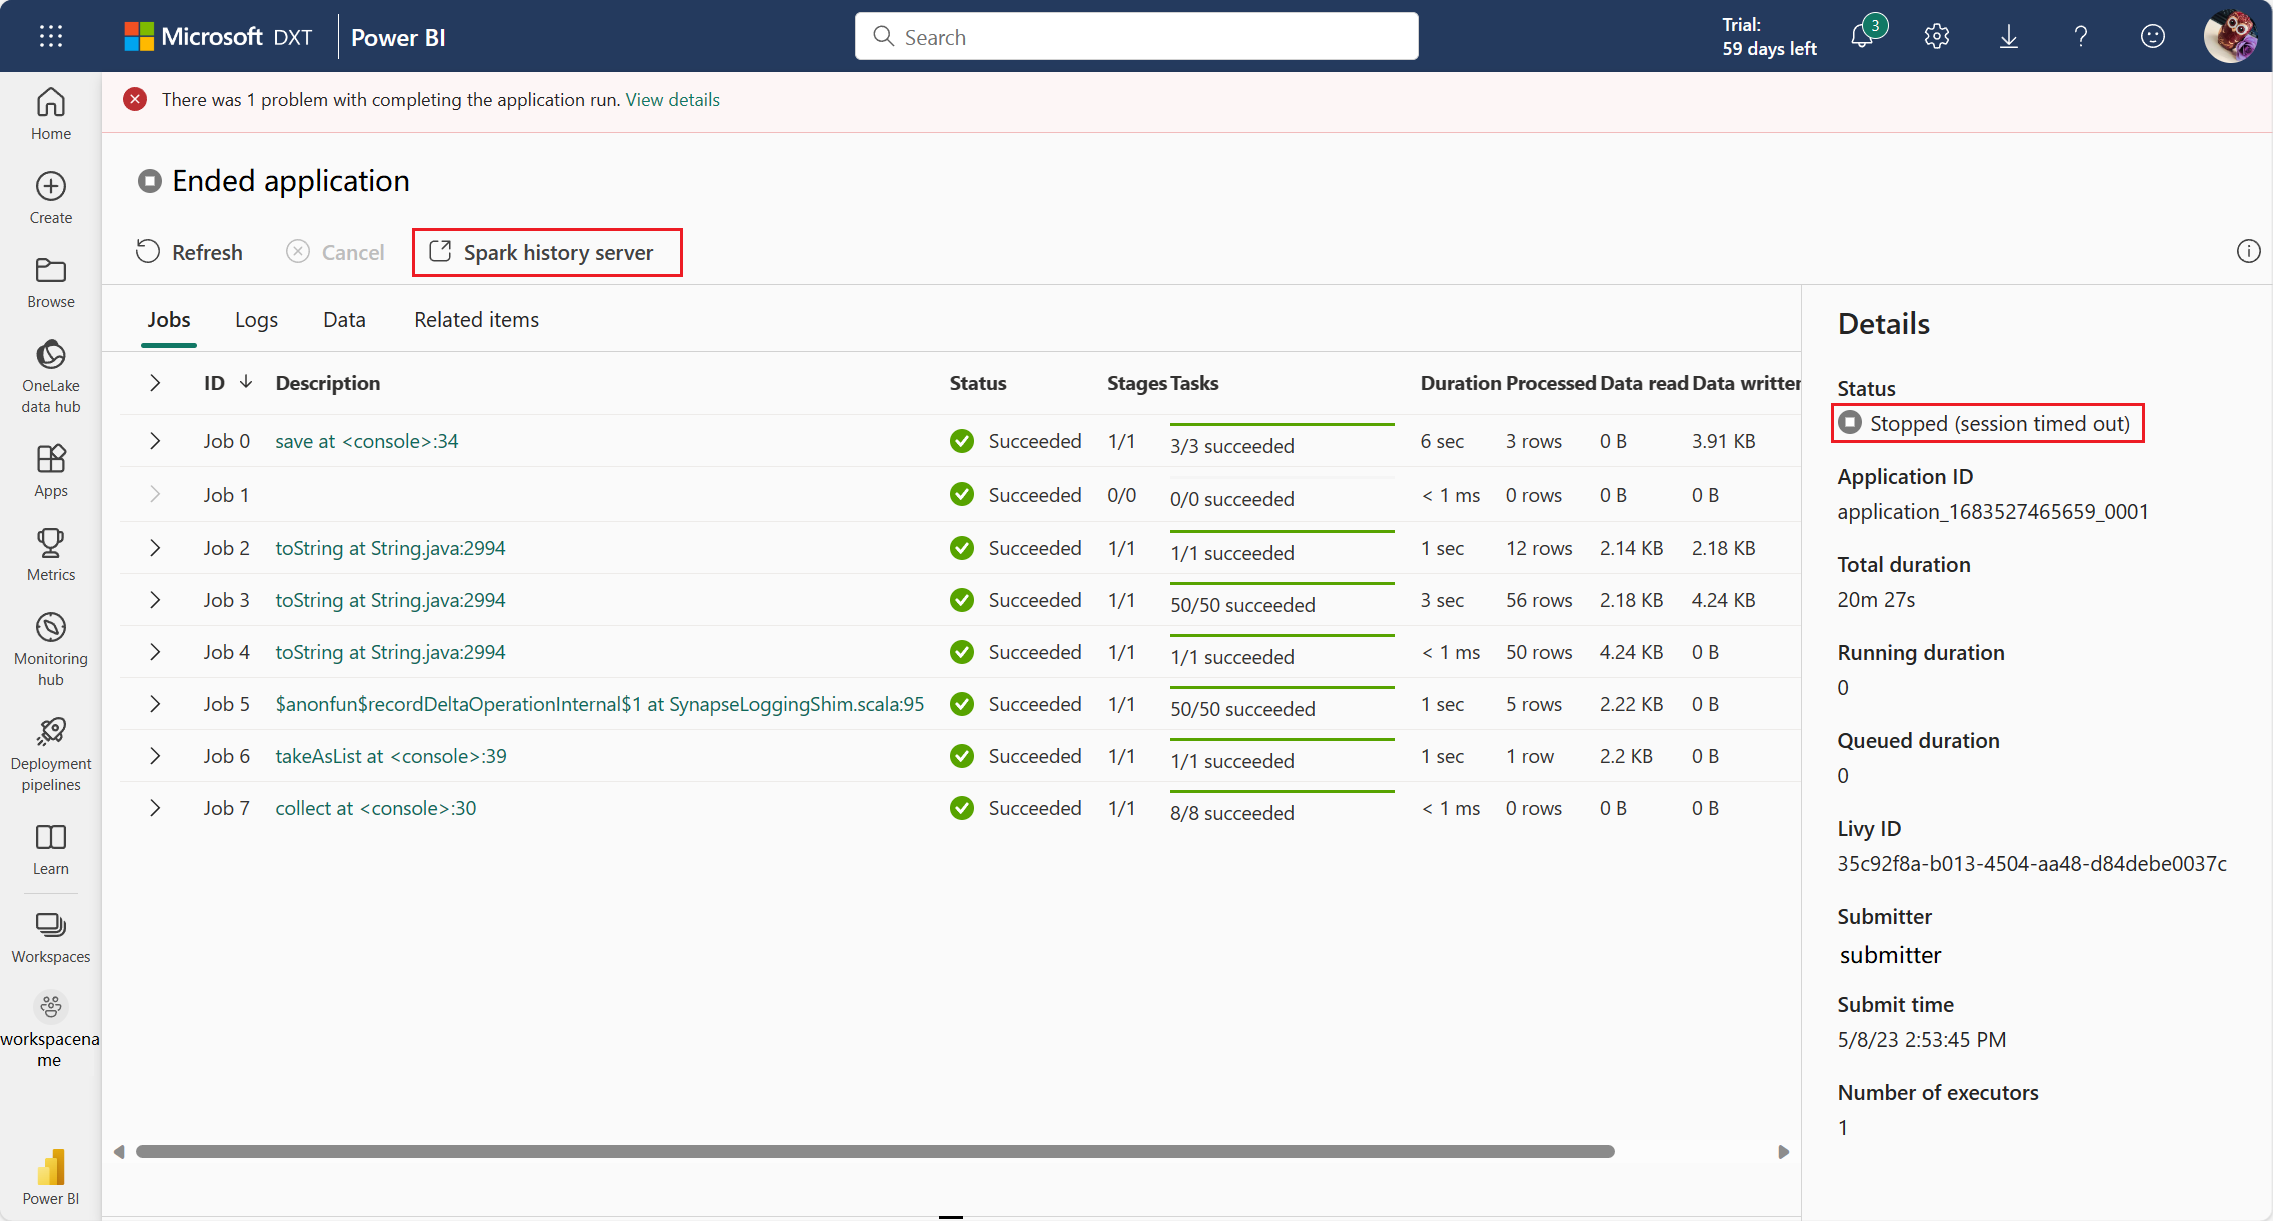 Microsoft DXT
Power BI
Search
Trial:
59 days left
3
There was 1 problem with completing the application run. View details
Home
Create
Browse
OneLake
data hub
Apps
Metrics
Monitoring
hub
Deployment
pipelines
Learn
Workspaces
workspacena
me
Power BI
Ended application
Refresh
Cancel
Spark history server
Jobs
Logs
Data
Related items
ID Description Status Stages Tasks Duration Processed Data read Data written
Job 0 save at <console>:34 Succeeded 1/1 3/3 succeeded 6 sec 3 rows 0 B 3.91 KB
Job 1 Succeeded 0/0 0/0 succeeded < 1 ms 0 rows 0 B 0 B
Job 2 toString at String.java:2994 Succeeded 1/1 1/1 succeeded 1 sec 12 rows 2.14 KB 2.18 KB
Job 3 toString at String.java:2994 Succeeded 1/1 50/50 succeeded 3 sec 56 rows 2.18 KB 4.24 KB
Job 4 toString at String.java:2994 Succeeded 1/1 1/1 succeeded < 1 ms 50 rows 4.24 KB 0 B
Job 5 $anonfun$recordDeltaOperationInternal$1 at SynapseLoggingShim.scala:95 Succeeded 1/1 50/50 succeeded 1 sec 5 rows 2.22 KB 0 B
Job 6 takeAsList at <console>:39 Succeeded 1/1 1/1 succeeded 1 sec 1 row 2.2 KB 0 B
Job 7 collect at <console>:30 Succeeded 1/1 8/8 succeeded < 1 ms 0 rows 0 B 0 B
Details
Status
Stopped (session timed out)
Application ID
application_1683527465659_0001
Total duration
20m 27s
Running duration
0
Queued duration
0
Livy ID
35c92f8a-b013-4504-aa48-d84debe0037c
Submitter
submitter
Submit time
5/8/23 2:53:45 PM
Number of executors
1